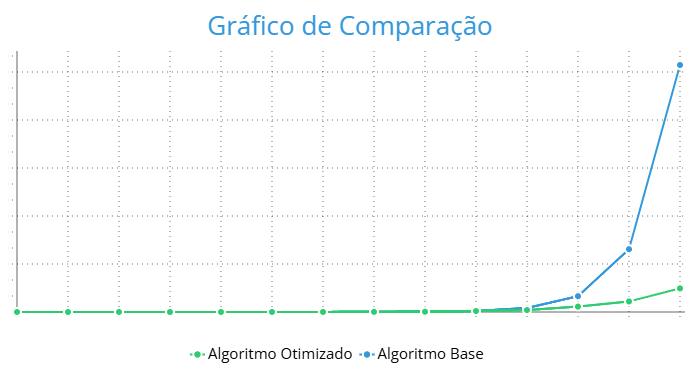 Gráfico de Comparação
Algoritmo Otimizado Algoritmo Base